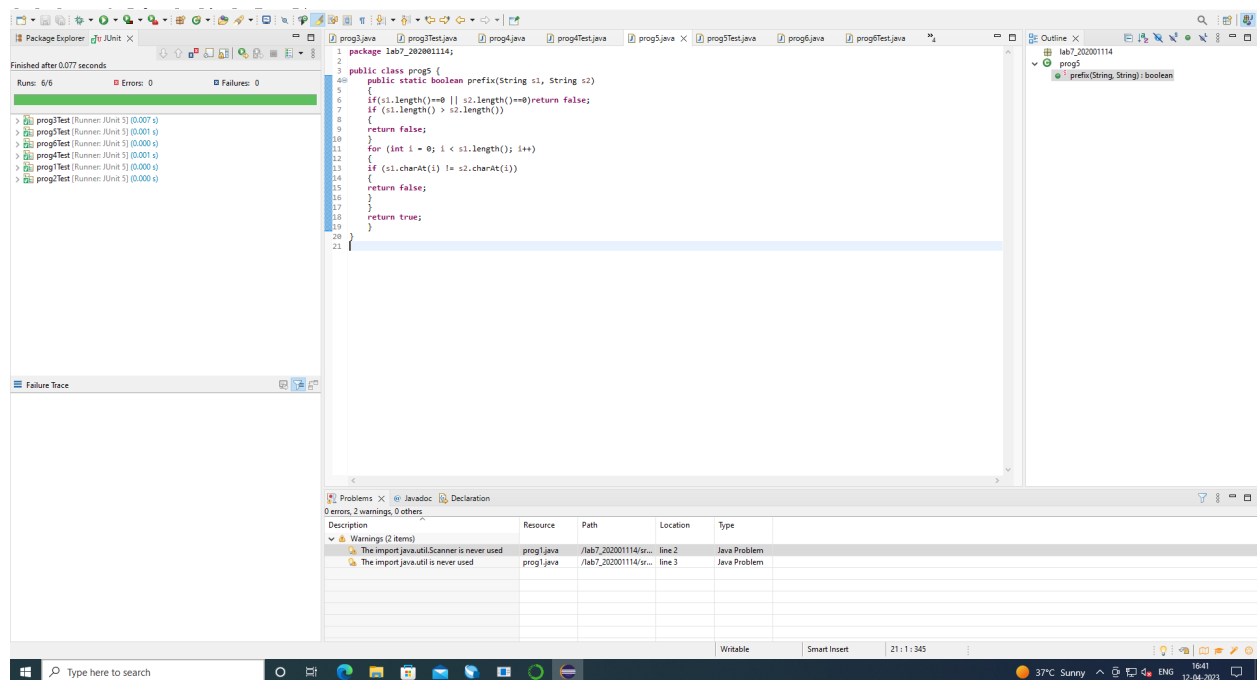 Package Explorer
JUnit
Finished after 0.077 seconds
Runs: 6/6
Errors: 0
Failures: 0
prog3Test [Runner: JUnit 5] (0.007 s)
prog5Test [Runner: JUnit 5] (0.001 s)
prog6Test [Runner: JUnit 5] (0.000 s)
prog4Test [Runner: JUnit 5] (0.001 s)
prog1Test [Runner: JUnit 5] (0.000 s)
prog2Test [Runner: JUnit 5] (0.000 s)
Failure Trace
prog3.java
prog3Test.java
prog4.java
prog4Test.java
prog5.java
prog5Test.java
prog6.java
prog6Test.java
»4
1 package lab7_202001114;
2
3 public class prog5 {
4 public static boolean prefix(String s1, String s2)
5 {
6 if(s1.length()==0 || s2.length()==0)return false;
7 if (s1.length() > s2.length())
8 {
9 return false;
10 }
11 for (int i = 0; i < s1.length(); i++)
12 {
13 if (s1.charAt(i) != s2.charAt(i))
14 {
15 return false;
16 }
17 }
18 return true;
19 }
20 }
21
Outline
lab7_202001114
prog5
prefix(String, String) : boolean
Problems
Javadoc
Declaration
0 errors, 2 warnings, 0 others
Description Resource Path Location Type
Warnings (2 items)
The import java.util.Scanner is never used prog1.java /lab7_202001114/sr... line 2 Java Problem
The import java.util is never used prog1.java /lab7_202001114/sr... line 3 Java Problem
Writable
Smart Insert
21 : 1 : 345
Type here to search
37°C Sunny
ENG
16:41
12-04-2023